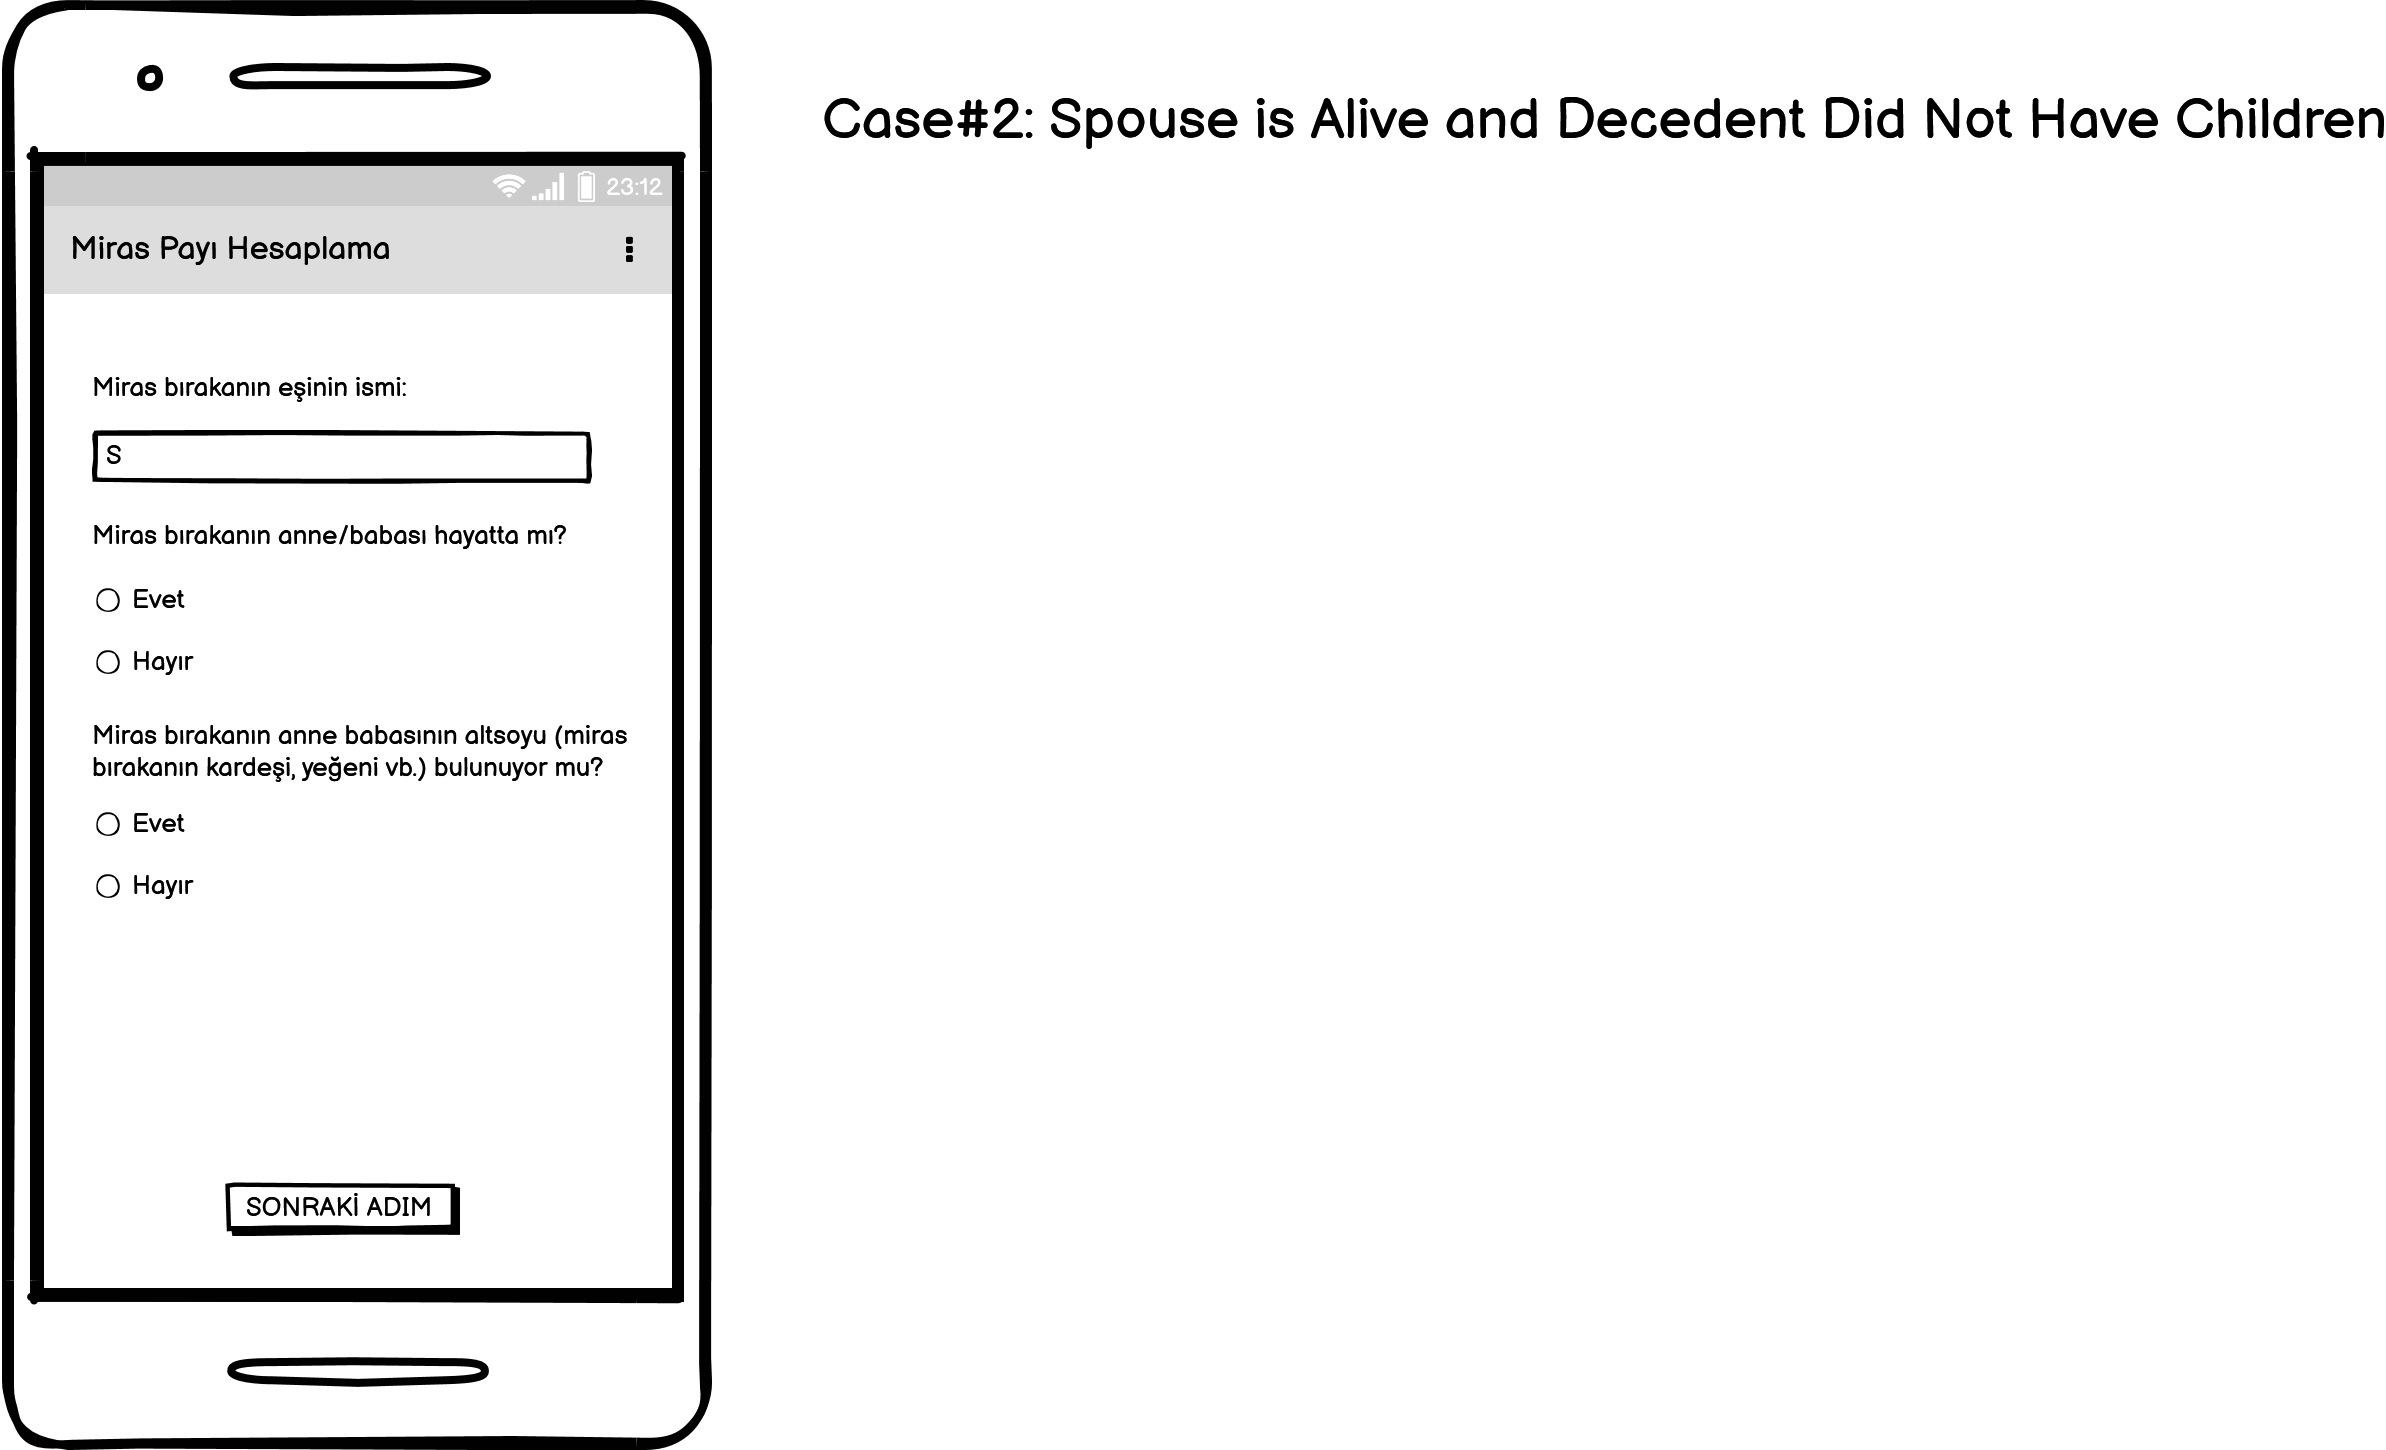 Case#2: Spouse is Alive and Decedent Did Not Have Children
23:12
Miras Payı Hesaplama
Miras bırakanın eşinin ismi:
S
Miras bırakanın anne/babası hayatta mı?
Evet
Hayır
Miras bırakanın anne babasının altsoyu (miras
bırakanın kardeşi, yeğeni vb.) bulunuyor mu?
Evet
Hayır
SONRAKİ ADIM